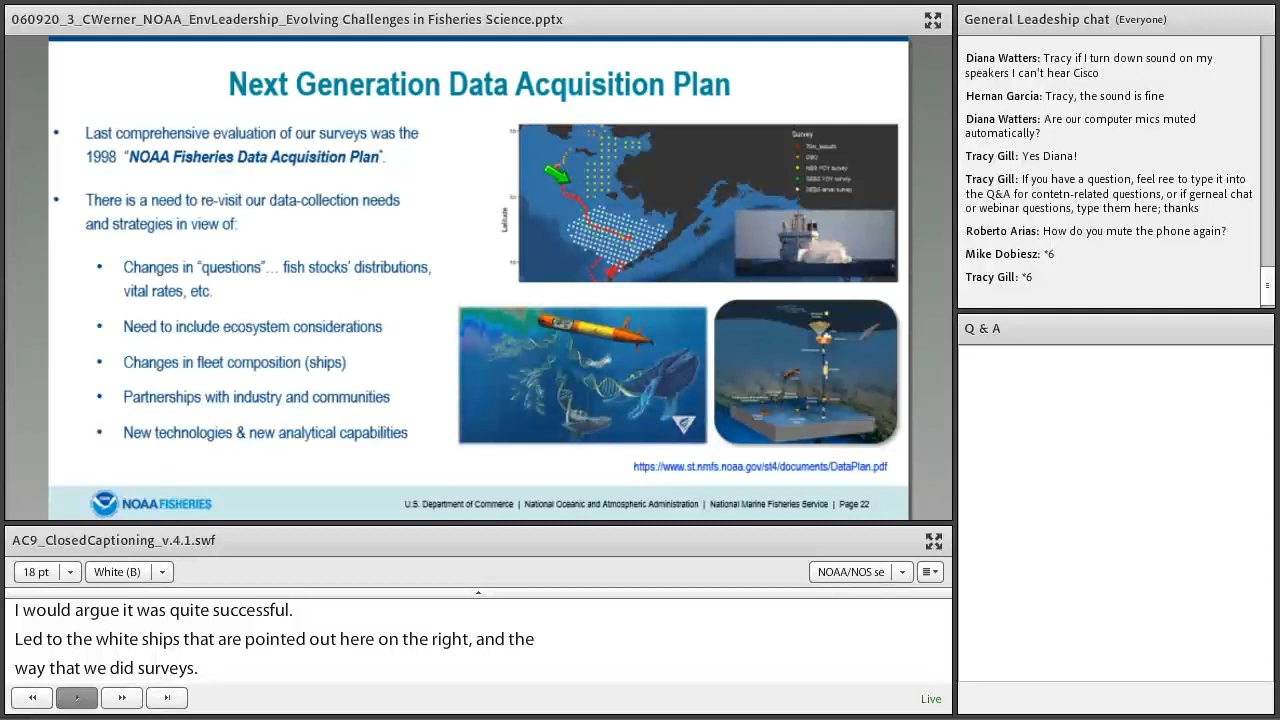 060920_3_CWerner_NOAA_EnvLeadership_Evolving Challenges in Fisheries Science.pptx
Next Generation Data Acquisition Plan
• Last comprehensive evaluation of our surveys was the
1998 “NOAA Fisheries Data Acquisition Plan”.
• There is a need to re-visit our data-collection needs
and strategies in view of:
• Changes in “questions”… fish stocks’ distributions,
vital rates, etc.
• Need to include ecosystem considerations
• Changes in fleet composition (ships)
• Partnerships with industry and communities
• New technologies & new analytical capabilities
Survey
Latitude
https://www.st.nmfs.noaa.gov/st4/documents/DataPlan.pdf
NOAA FISHERIES
U.S. Department of Commerce | National Oceanic and Atmospheric Administration | National Marine Fisheries Service | Page 22
AC9_ClosedCaptioning_v.4.1.swf
18 pt
White (B)
NOAA/NOS se
I would argue it was quite successful.
Led to the white ships that are pointed out here on the right, and the
way that we did surveys.
Live
General Leadeship chat (Everyone)
Diana Watters: Tracy if I turn down sound on my
speakers I can't hear Cisco
Hernan Garcia: Tracy, the sound is fine
Diana Watters: Are our computer mics muted
automatically?
Tracy Gill: Yes Diana!
Tracy Gill: If you have a question, feel ree to type it into
the Q&A for contetn-related questions, or if gerneal chat
or webinar questions, type them here; thanks
Roberto Arias: How do you mute the phone again?
Mike Dobiesz: *6
Tracy Gill: *6
Q & A